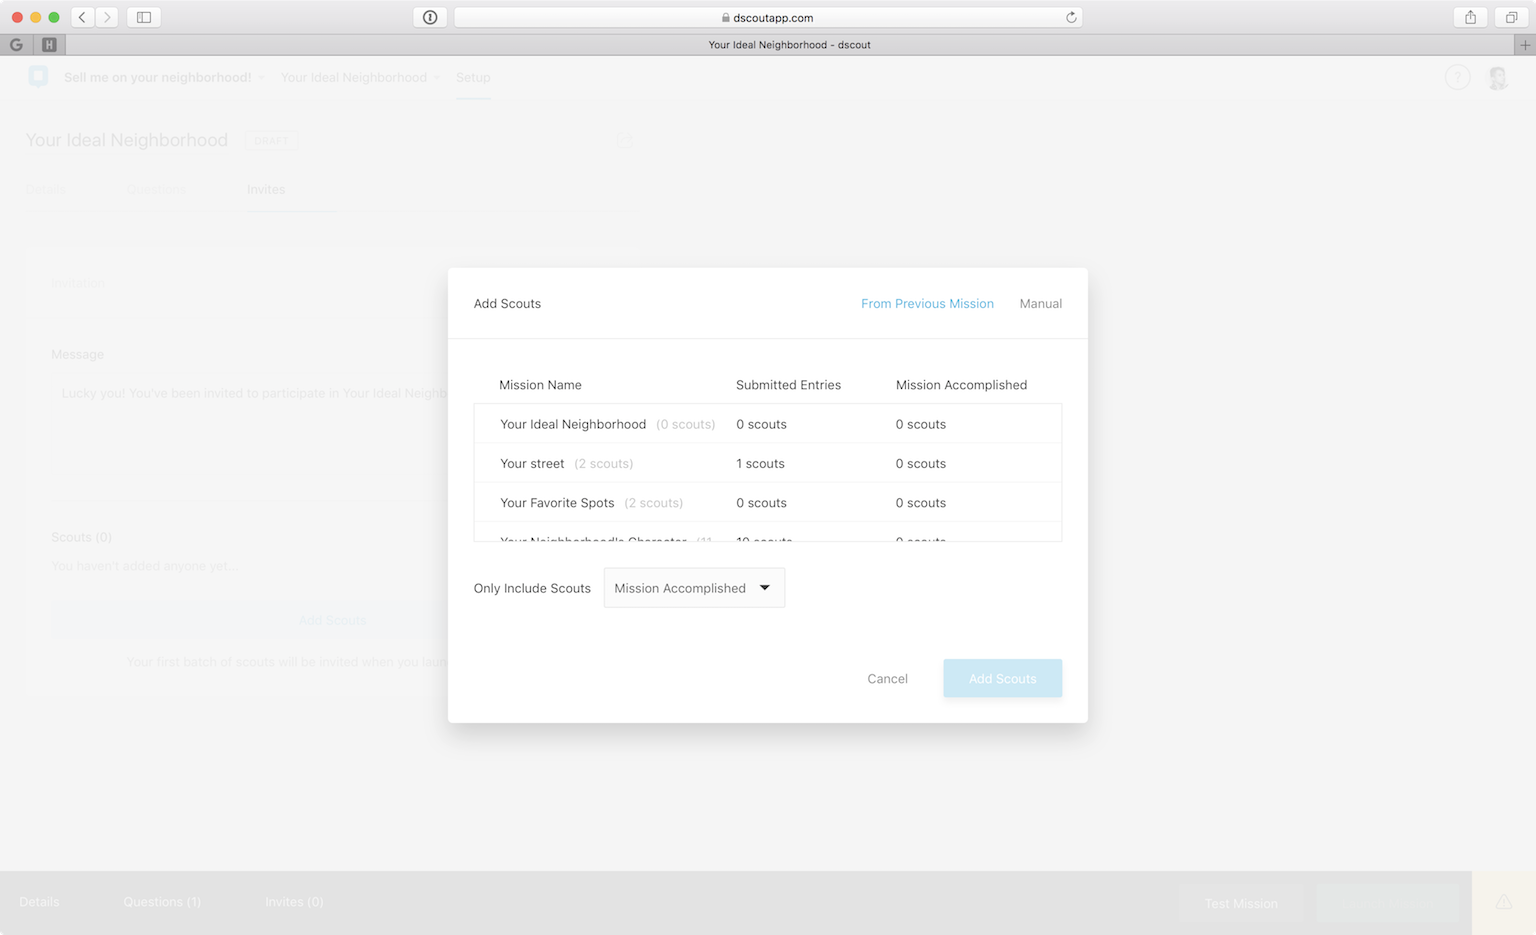 dscoutapp.com
G
H
Your Ideal Neighborhood - dscout
Sell me on your neighborhood!
Your Ideal Neighborhood
Setup
?
Your Ideal Neighborhood
DRAFT
Details
Questions
Invites
Invitation
Message
Lucky you! You've been invited to participate in Your Ideal Neighb
Scouts (0)
You haven't added anyone yet...
Add Scouts
Your first batch of scouts will be invited when you laun
Add Scouts
From Previous Mission
Manual
Mission Name Submitted Entries Mission Accomplished
Your Ideal Neighborhood (0 scouts) 0 scouts 0 scouts
Your street (2 scouts) 1 scouts 0 scouts
Your Favorite Spots (2 scouts) 0 scouts 0 scouts
Your Neighborhood's Character (11 10 scouts 0 scouts
Only Include Scouts Mission Accomplished
Cancel Add Scouts
Details Questions (1) Invites (0) Test Mission